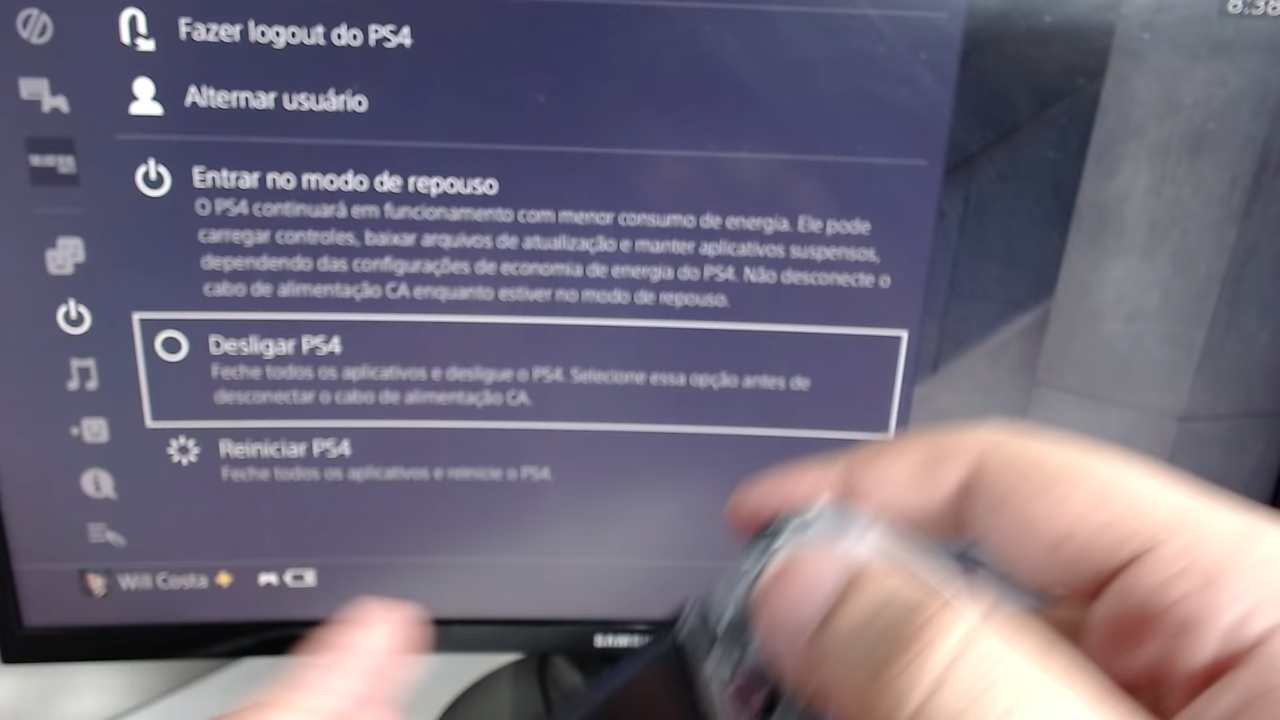 8:38
Fazer logout do PS4
Alternar usuário
Entrar no modo de repouso
O PS4 continuará em funcionamento com menor consumo de energia. Ele pode
carregar controles, baixar arquivos de atualização e manter aplicativos suspensos,
dependendo das configurações de economia de energia do PS4. Não desconecte o
cabo de alimentação CA enquanto estiver no modo de repouso.
Desligar PS4
Feche todos os aplicativos e desligue o PS4. Selecione essa opção antes de
desconectar o cabo de alimentação CA.
Reiniciar PS4
Feche todos os aplicativos e reinicie o PS4.
Will Costa